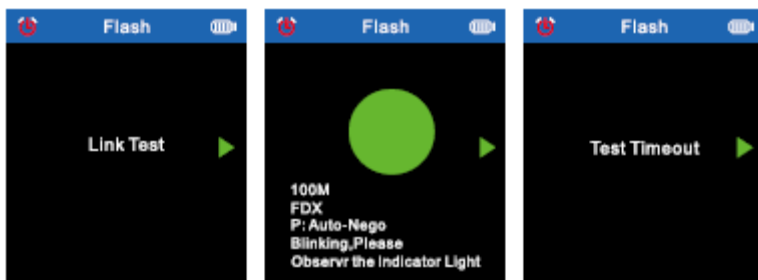 Flash
Link Test
Flash
100M
FDX
P: Auto-Nego
Blinking,Please
Observr the Indicator Light
Flash
Test Timeout